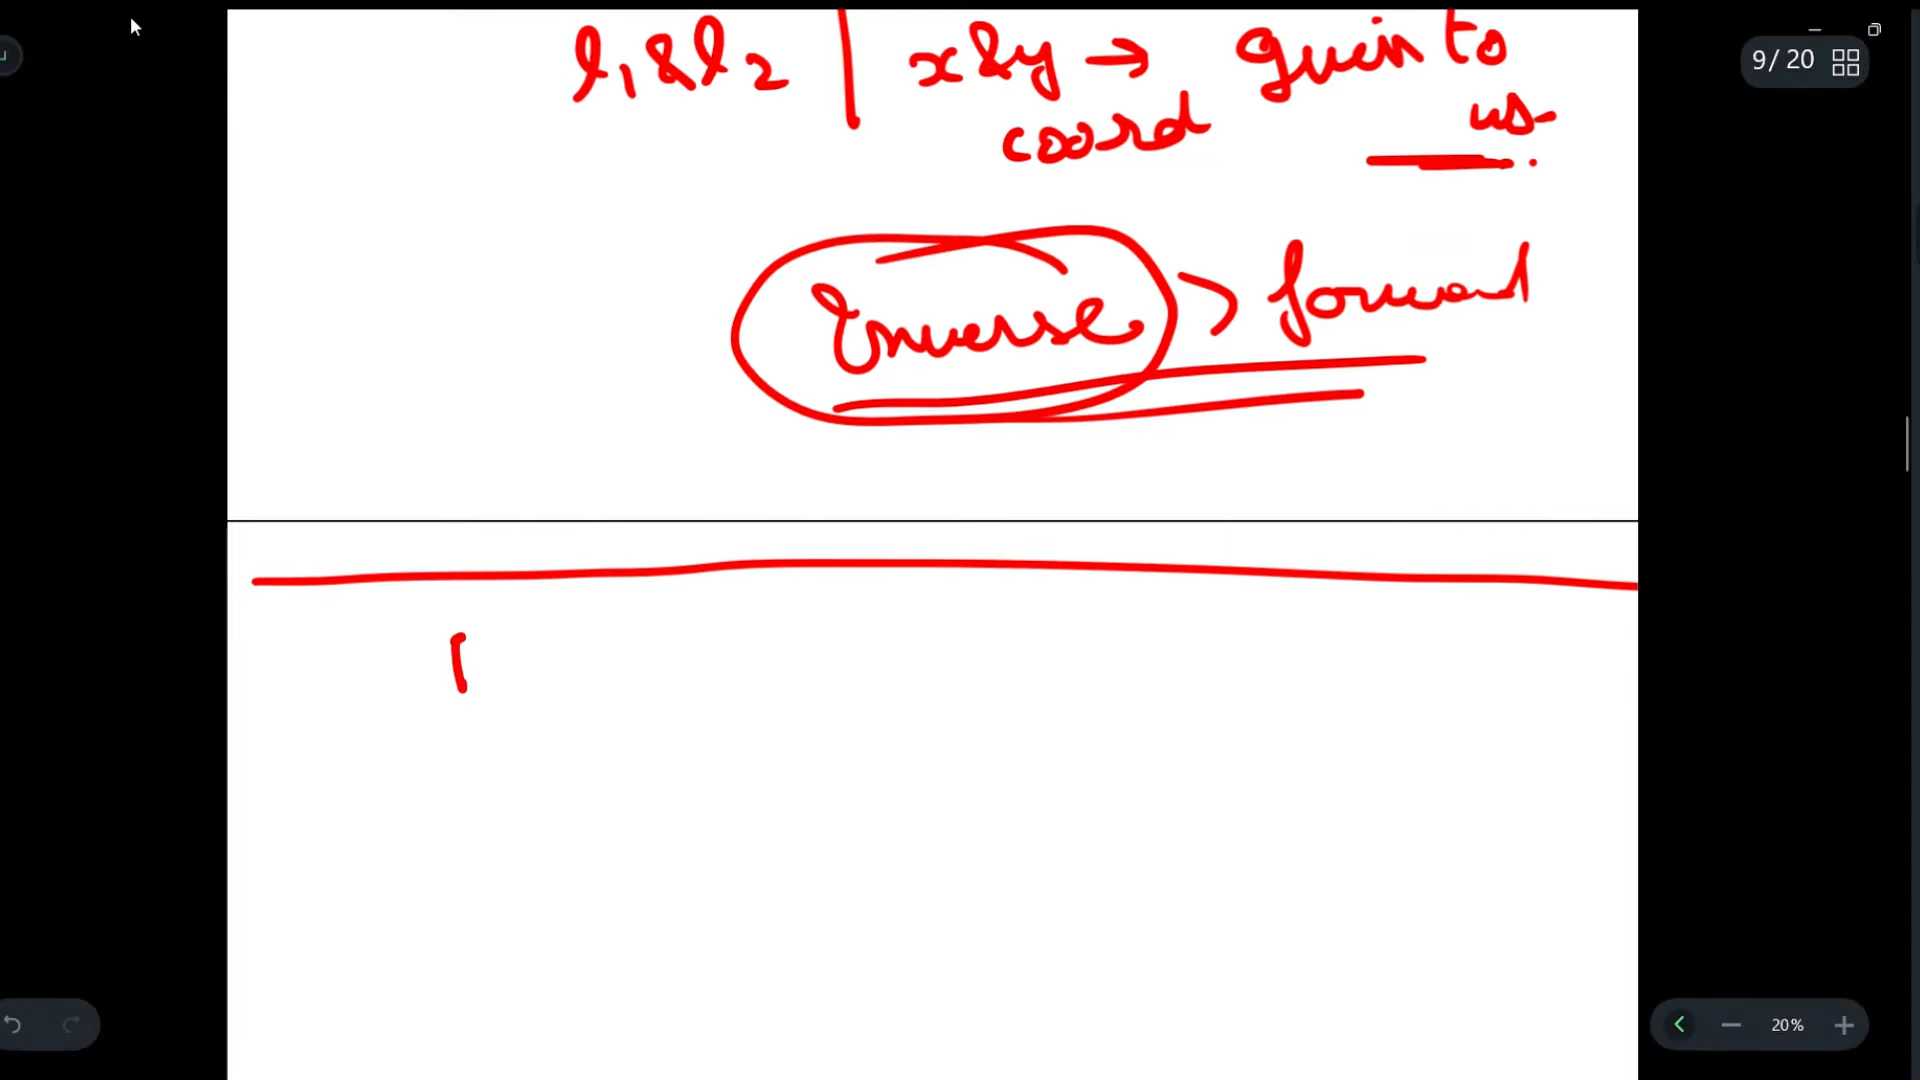 l₁&l₂ | x&y → given to
coord us.
Inverse > forward
9/ 20
20%